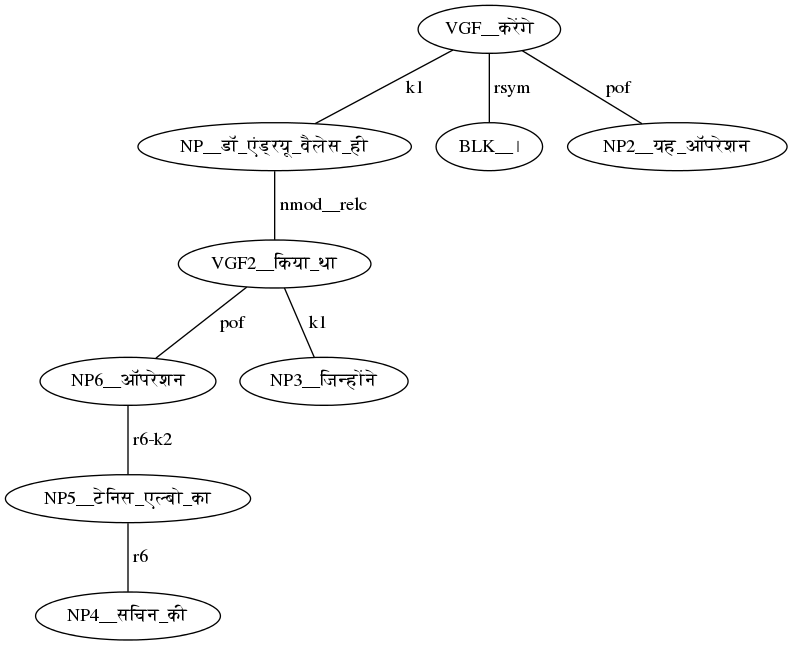 VGF__करेंगे
k1 rsym pof
NP__डॉ_एंड्रयू_वैलेस_ही BLK__। NP2__यह_ऑपरेशन
nmod__relc
VGF2__किया_था
pof k1
NP6__ऑपरेशन NP3__जिन्होंने
r6-k2
NP5__टेनिस_एल्बो_का
r6
NP4__सचिन_की